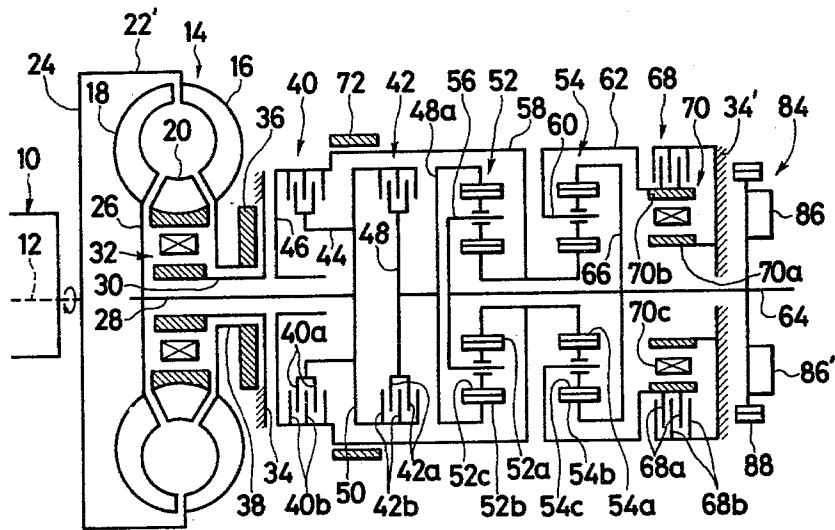 22' 14 16 40 72 42 56 52 54 62 68 34' 84
24 18 20 36 48a 58 60 70
10
12
26 46 44 48 66 70b 86
32 30 70a
28 64
40a 70c 86'
34 50 42a 52c 52a 54b 68a 88
38 40b 42b 52b 54c 54a 68b